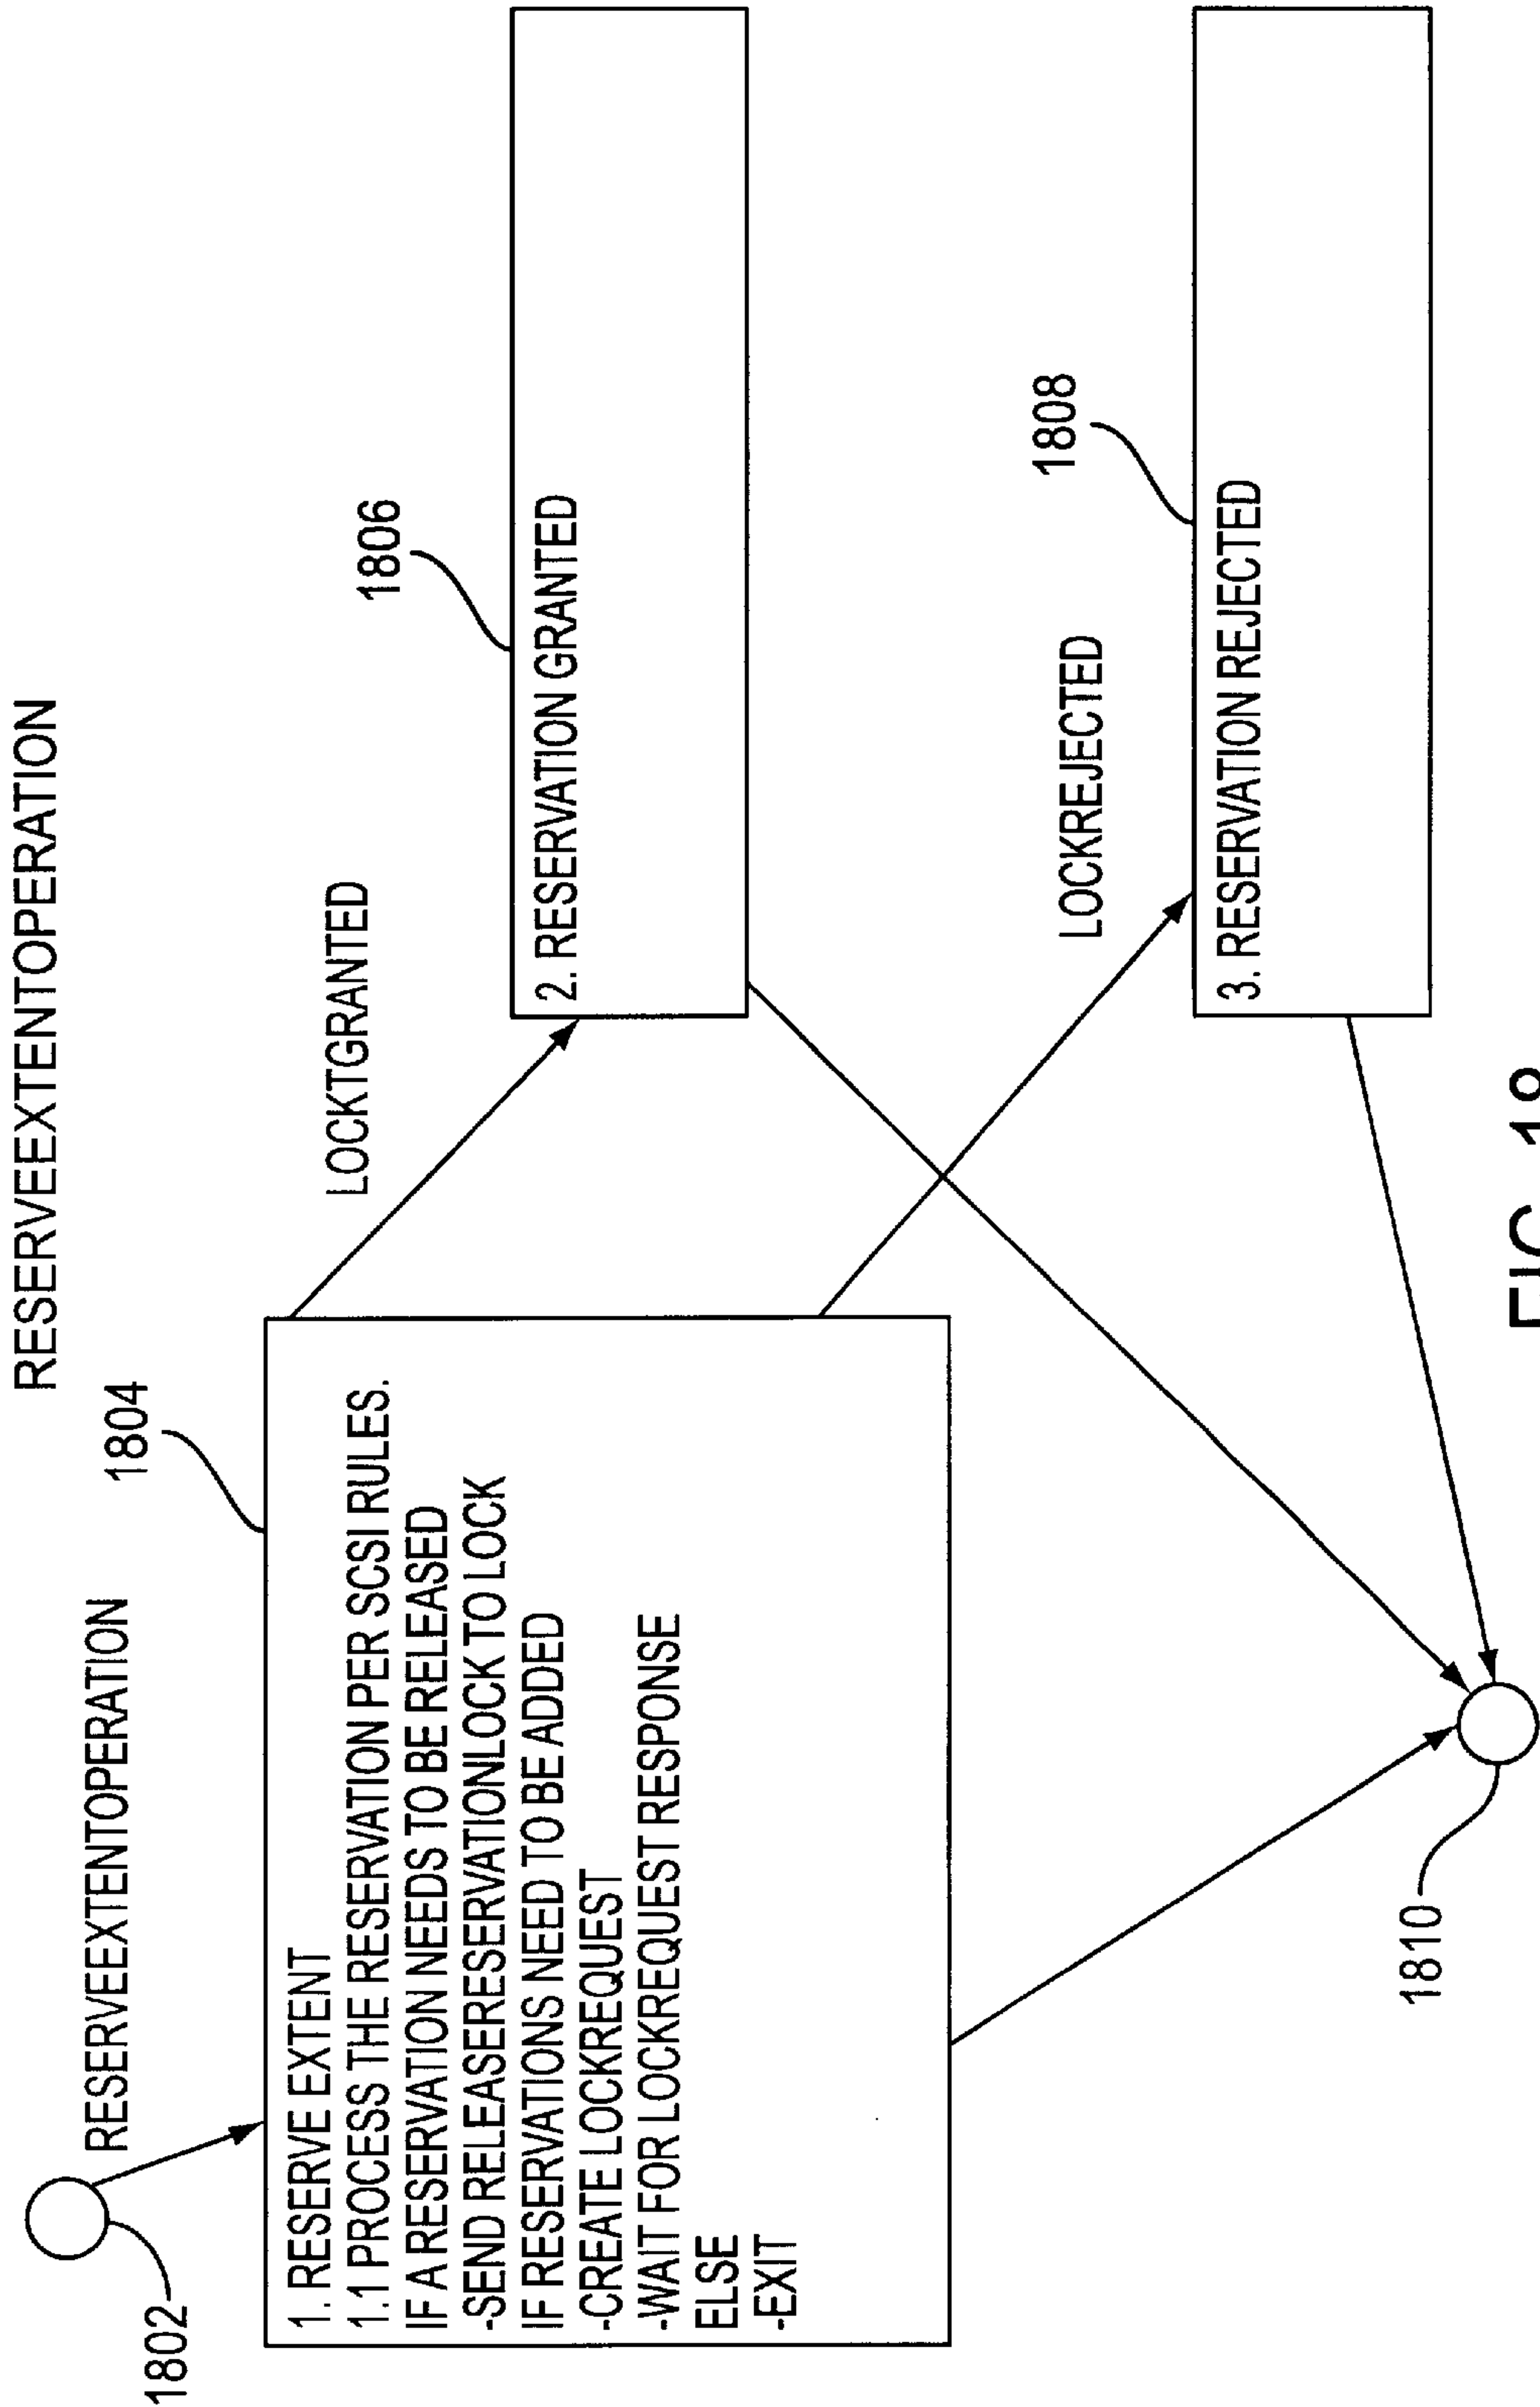 RESERVEEXTENTOPERATION
RESERVEEXTENTOPERATION
1802
1804
1. RESERVE EXTENT
1.1 PROCESS THE RESERVATION PER SCSI RULES.
IF A RESERVATION NEEDS TO BE RELEASED
-SEND RELEASERESERVATIONLOCK TO LOCK
IF RESERVATIONS NEED TO BE ADDED
-CREATE LOCKREQUEST
-WAIT FOR LOCKREQUEST RESPONSE
ELSE
-EXIT
LOCKTGRANTED
1806
2. RESERVATION GRANTED
LOCKREJECTED
1808
3. RESERVATION REJECTED
1810
FIG. 18